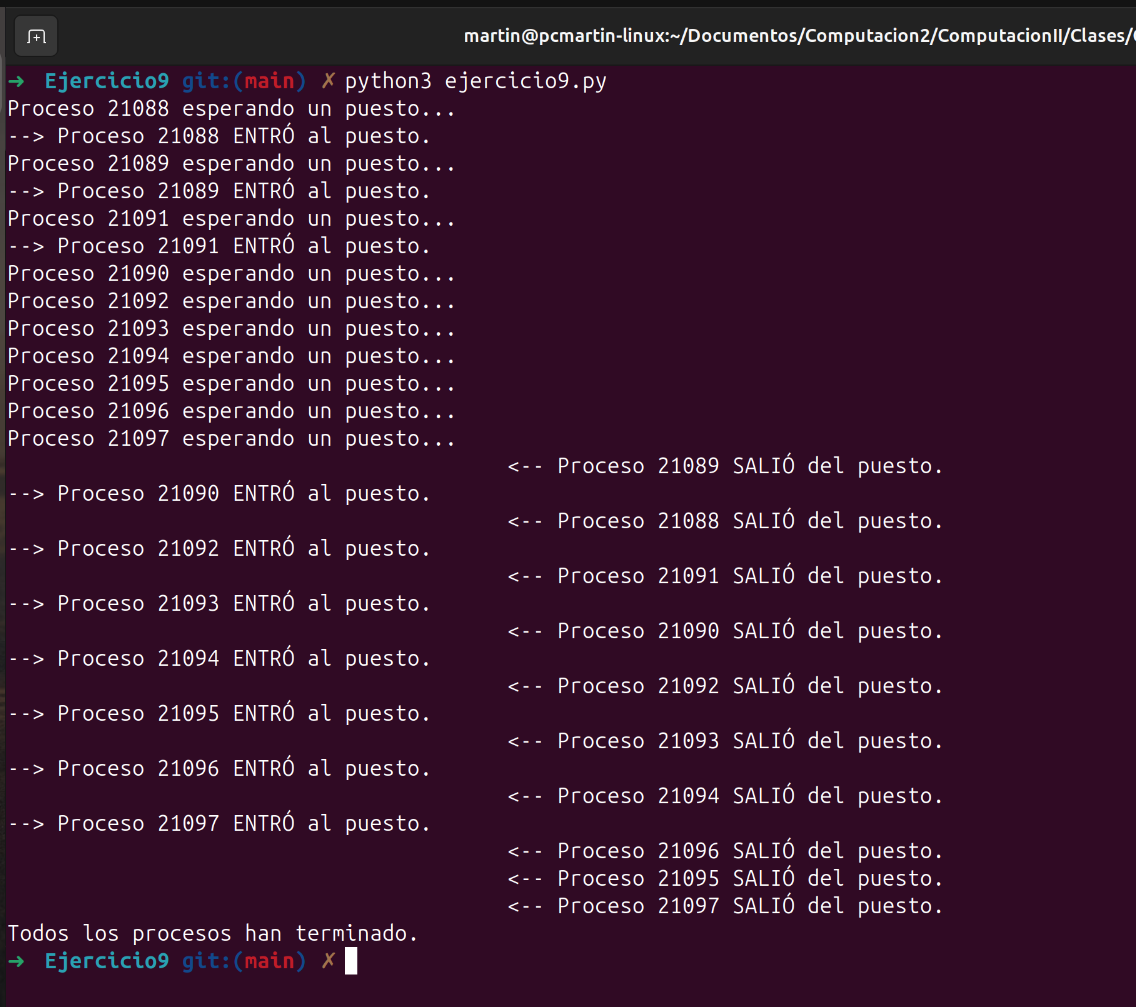 martin@pcmartin-linux:~/Documentos/Computacion2/ComputacionII/Clases/
➜ Ejercicio9 git:(main) ✗ python3 ejercicio9.py
Proceso 21088 esperando un puesto...
--> Proceso 21088 ENTRÓ al puesto.
Proceso 21089 esperando un puesto...
--> Proceso 21089 ENTRÓ al puesto.
Proceso 21091 esperando un puesto...
--> Proceso 21091 ENTRÓ al puesto.
Proceso 21090 esperando un puesto...
Proceso 21092 esperando un puesto...
Proceso 21093 esperando un puesto...
Proceso 21094 esperando un puesto...
Proceso 21095 esperando un puesto...
Proceso 21096 esperando un puesto...
Proceso 21097 esperando un puesto...
<-- Proceso 21089 SALIÓ del puesto.
--> Proceso 21090 ENTRÓ al puesto.
<-- Proceso 21088 SALIÓ del puesto.
--> Proceso 21092 ENTRÓ al puesto.
<-- Proceso 21091 SALIÓ del puesto.
--> Proceso 21093 ENTRÓ al puesto.
<-- Proceso 21090 SALIÓ del puesto.
--> Proceso 21094 ENTRÓ al puesto.
<-- Proceso 21092 SALIÓ del puesto.
--> Proceso 21095 ENTRÓ al puesto.
<-- Proceso 21093 SALIÓ del puesto.
--> Proceso 21096 ENTRÓ al puesto.
<-- Proceso 21094 SALIÓ del puesto.
--> Proceso 21097 ENTRÓ al puesto.
<-- Proceso 21096 SALIÓ del puesto.
<-- Proceso 21095 SALIÓ del puesto.
<-- Proceso 21097 SALIÓ del puesto.
Todos los procesos han terminado.
➜ Ejercicio9 git:(main) ✗